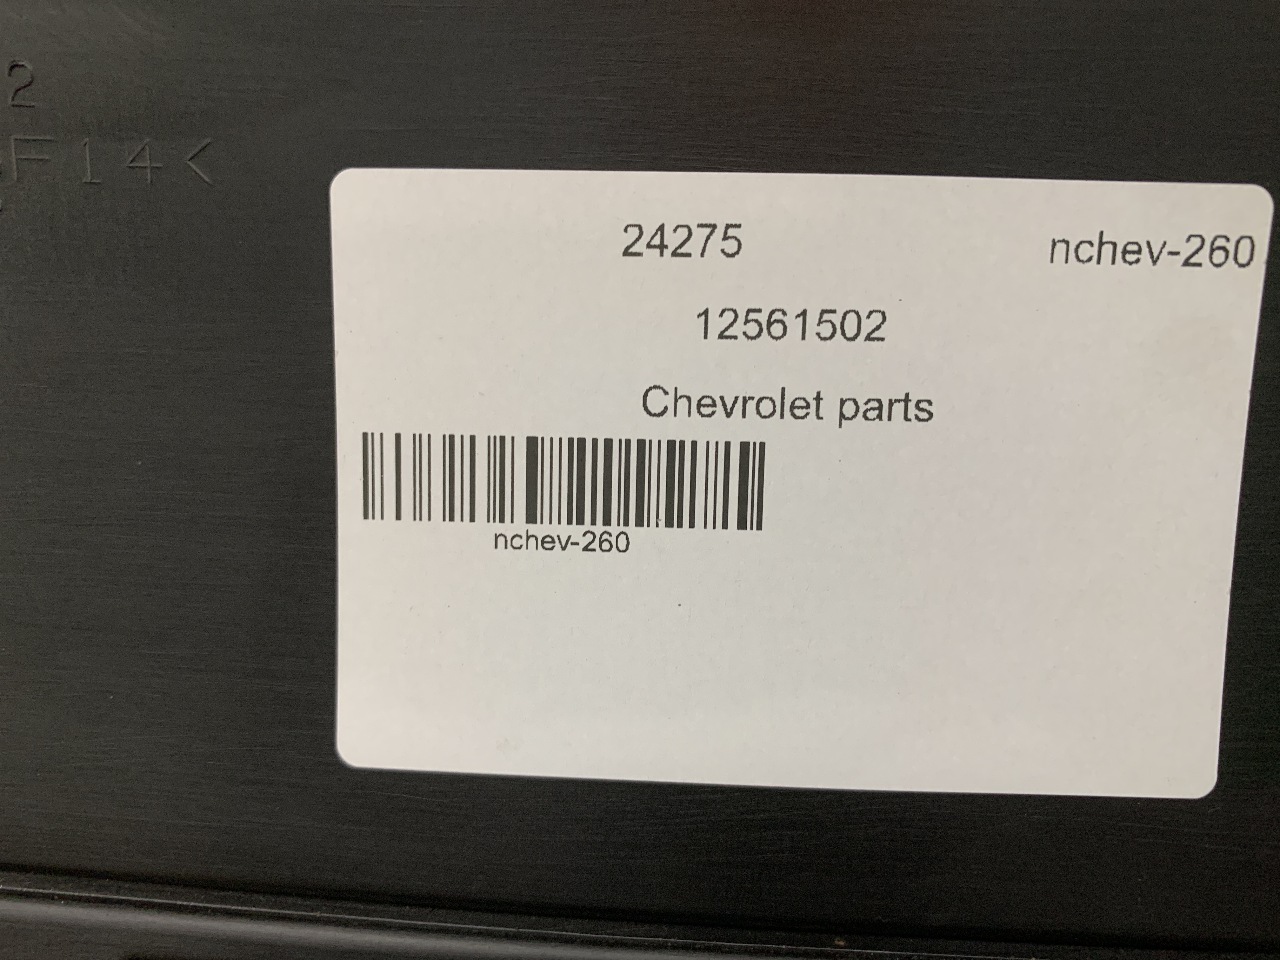 2
F14<
24275 nchev-260
12561502
Chevrolet parts
nchev-260